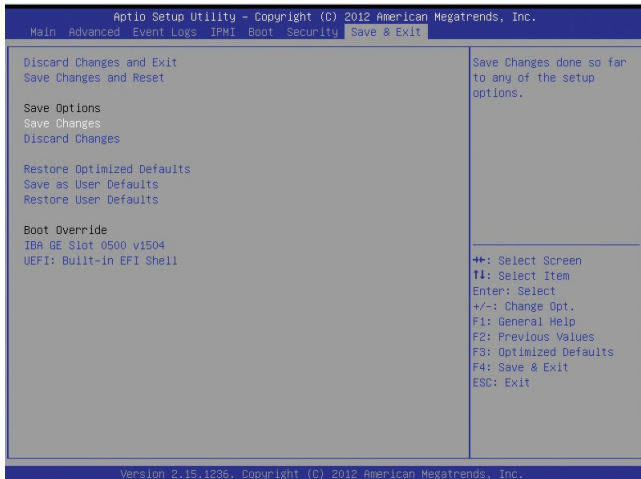 Aptio Setup Utility – Copyright (C) 2012 American Megatrends, Inc.
Main Advanced Event Logs IPMI Boot Security Save & Exit
Discard Changes and Exit
Save Changes and Reset
Save Options
Save Changes
Discard Changes
Restore Optimized Defaults
Save as User Defaults
Restore User Defaults
Boot Override
IBA GE Slot 0500 v1504
UEFI: Built-in EFI Shell
Save Changes done so far
to any of the setup
options.
→←: Select Screen
↑↓: Select Item
Enter: Select
+/-: Change Opt.
F1: General Help
F2: Previous Values
F3: Optimized Defaults
F4: Save & Exit
ESC: Exit
Version 2.15.1236. Copyright (C) 2012 American Megatrends, Inc.